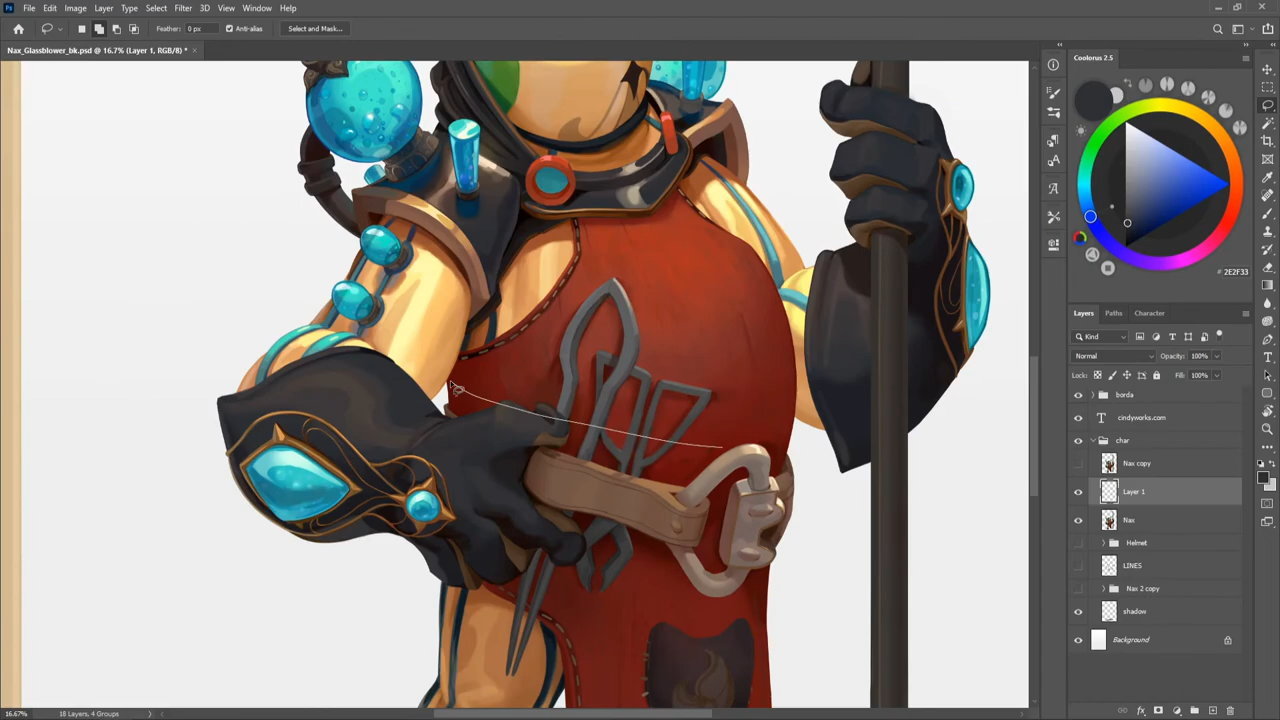 Ps File Edit Image Layer Type Select Filter 3D View Window Help
Feather: 0 px Anti-alias Select and Mask...
Nax_Glassblower_bk.psd @ 16.7% (Layer 1, RGB/8) * ×
Colorus 2.5
#2E2F33
Layers Paths Character
Kind
Normal Opacity: 100%
Lock: Fill: 100%
borda
T cindyworks.com
char
Nax copy
Layer 1
Nax
Helmet
LINES
Nax 2 copy
shadow
Background
fx
16.67% 18 Layers, 4 Groups